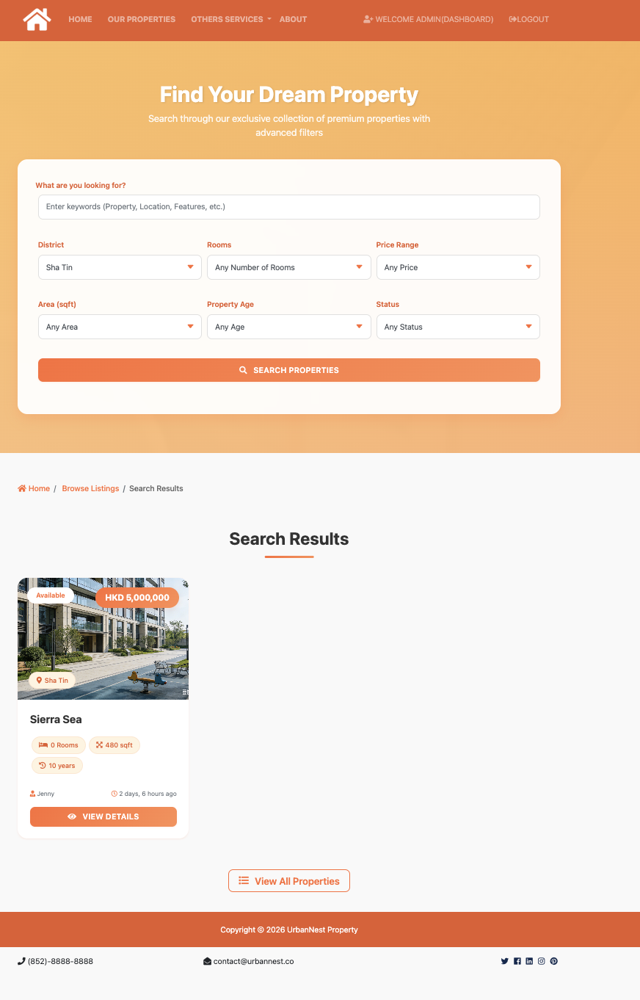 HOME OUR PROPERTIES OTHERS SERVICES ABOUT WELCOME ADMIN(DASHBOARD) LOGOUT
Find Your Dream Property
Search through our exclusive collection of premium properties with
advanced filters
What are you looking for?
Enter keywords (Property, Location, Features, etc.)
District Rooms Price Range
Sha Tin Any Number of Rooms Any Price
Area (sqft) Property Age Status
Any Area Any Age Any Status
SEARCH PROPERTIES
Home / Browse Listings / Search Results
Search Results
Available HKD 5,000,000
Sha Tin
Sierra Sea
0 Rooms 480 sqft
10 years
Jenny 2 days, 6 hours ago
VIEW DETAILS
View All Properties
Copyright © 2026 UrbanNest Property
(852)-8888-8888 contact@urbannest.co